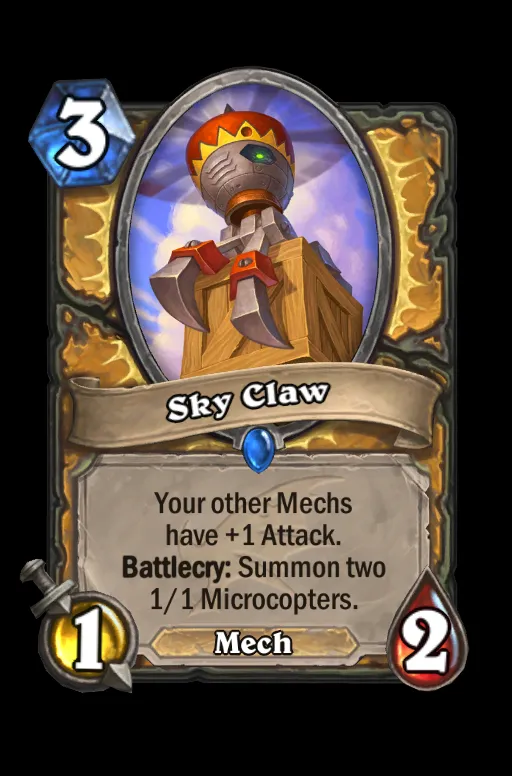 3
Sky Claw
Your other Mechs
have +1 Attack.
Battlecry: Summon two
1/1 Microcopters.
1
Mech
2